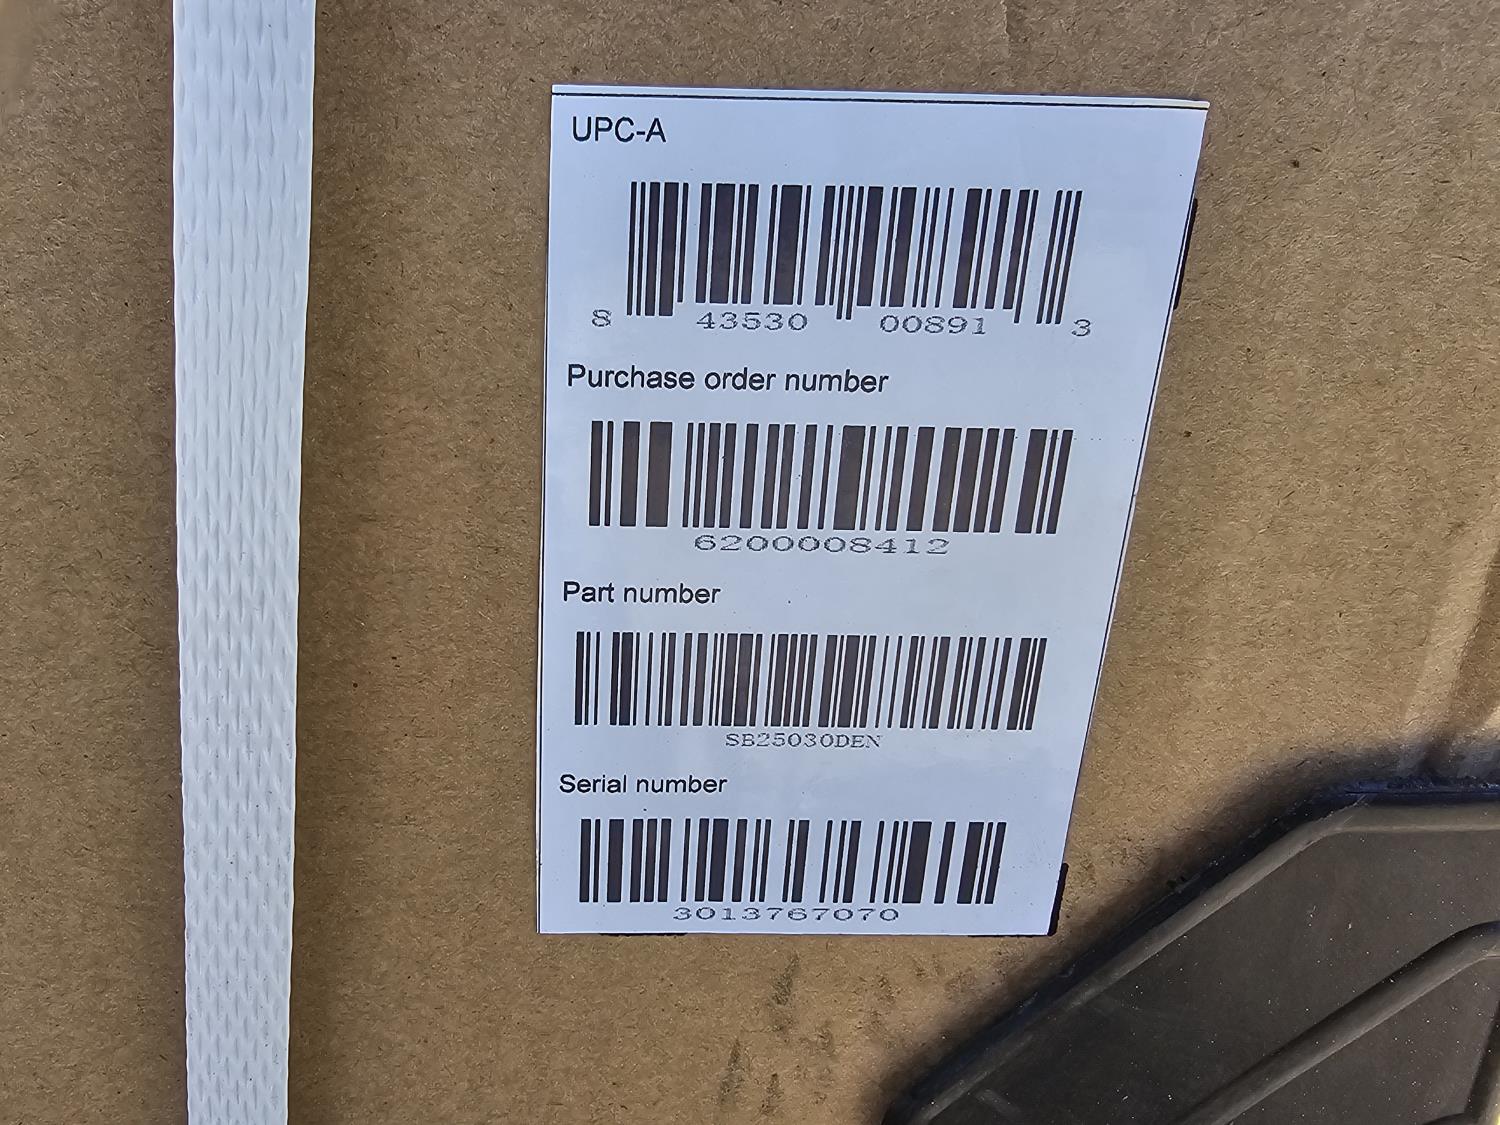 UPC-A
8 43530 00891 3
Purchase order number
6200008412
Part number
SB25030DEN
Serial number
3013767070